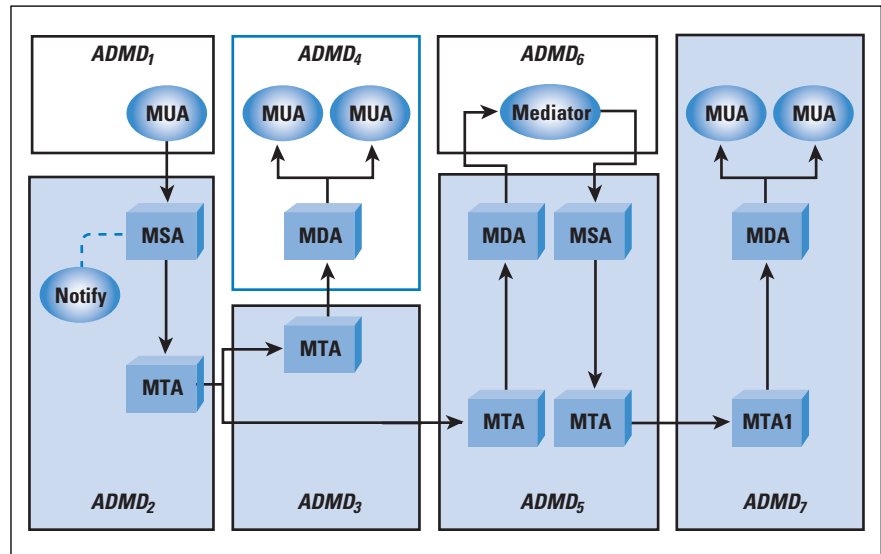 ADMD1
MUA
MSA
Notify
MTA
ADMD2
ADMD4
MUA MUA
MDA
MTA
ADMD3
ADMD6
Mediator
MDA MSA
MTA MTA
ADMD5
MUA MUA
MDA
MTA1
ADMD7